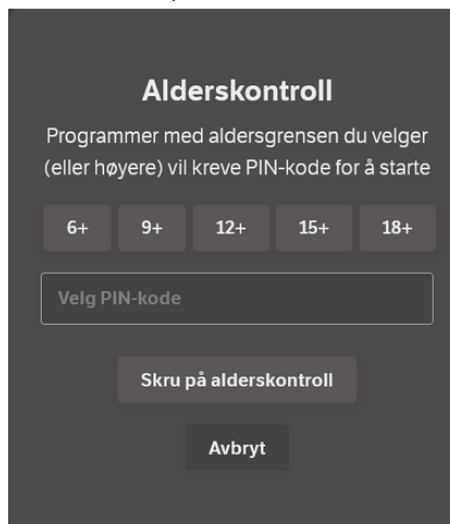 Alderskontroll
Programmer med aldersgrensen du velger
(eller høyere) vil kreve PIN-kode for å starte
6+ 9+ 12+ 15+ 18+
Velg PIN-kode
Skru på alderskontroll
Avbryt